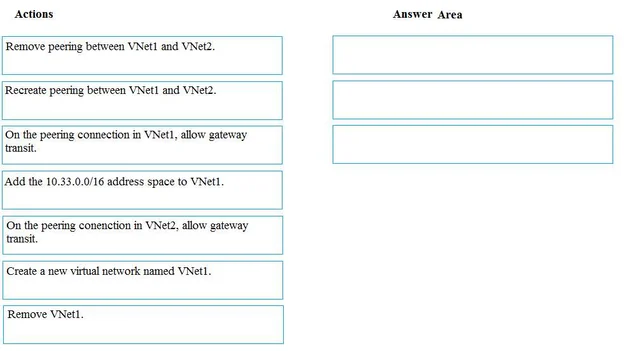 Actions
Answer Area
Remove peering between VNet1 and VNet2.
Recreate peering between VNet1 and VNet2.
On the peering connection in VNet1, allow gateway
transit.
Add the 10.33.0.0/16 address space to VNet1.
On the peering conenction in VNet2, allow gateway
transit.
Create a new virtual network named VNet1.
Remove VNet1.